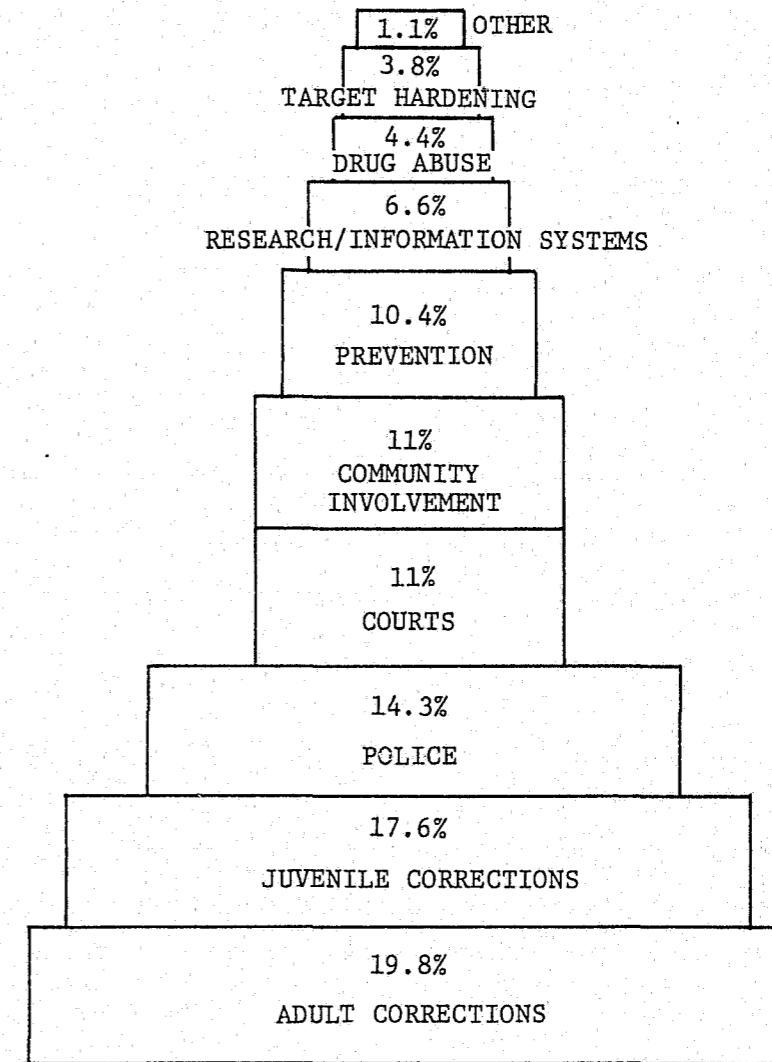 1.1% OTHER
3.8%
TARGET HARDENING
4.4%
DRUG ABUSE
6.6%
RESEARCH/INFORMATION SYSTEMS
10.4%
PREVENTION
11%
COMMUNITY
INVOLVEMENT
11%
COURTS
14.3%
POLICE
17.6%
JUVENILE CORRECTIONS
19.8%
ADULT CORRECTIONS